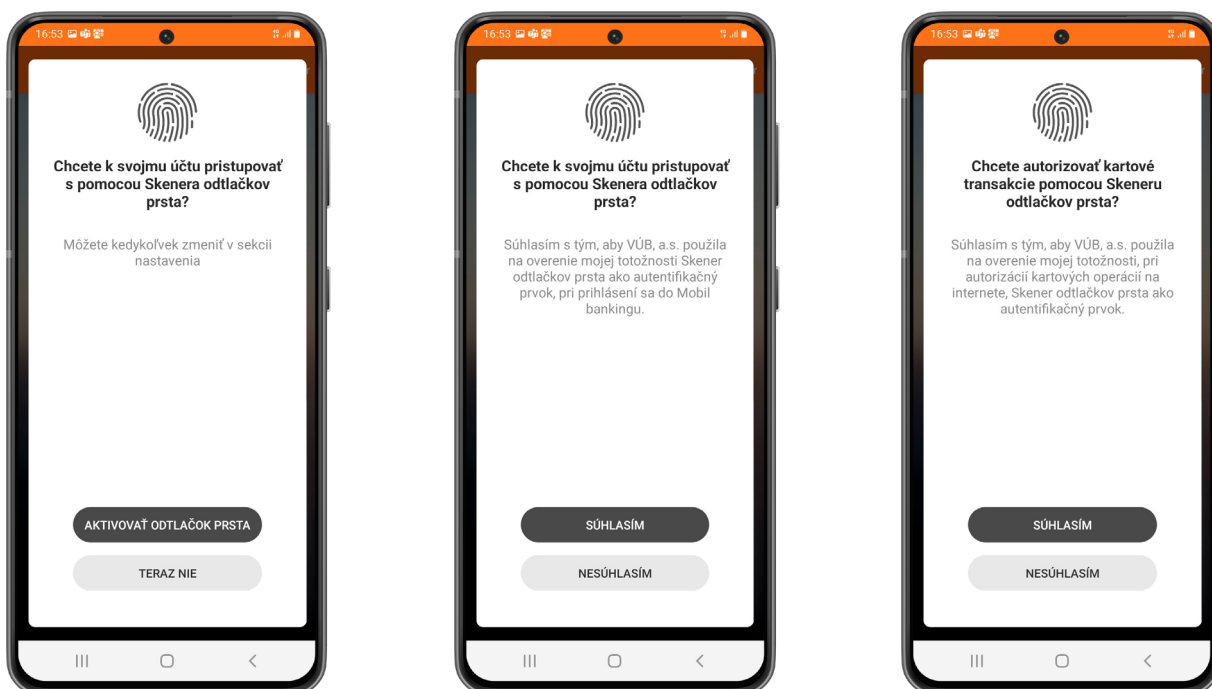 16:53
Chcete k svojmu účtu pristupovať
s pomocou Skenera odtlačkov
prsta?
Môžete kedykoľvek zmeniť v sekcii
nastavenia
AKTIVOVAŤ ODTLAČOK PRSTA
TERAZ NIE
16:53
Chcete k svojmu účtu pristupovať
s pomocou Skenera odtlačkov
prsta?
Súhlasím s tým, aby VÚB, a.s. použila
na overenie mojej totožnosti Skener
odtlačkov prsta ako autentifikačný
prvok, pri prihlásení sa do Mobil
bankingu.
SÚHLASÍM
NESÚHLASÍM
16:53
Chcete autorizovať kartové
transakcie pomocou Skeneru
odtlačkov prsta?
Súhlasím s tým, aby VÚB, a.s. použila
na overenie mojej totožnosti, pri
autorizácií kartových operácií na
internete, Skener odtlačkov prsta ako
autentifikačný prvok.
SÚHLASÍM
NESÚHLASÍM